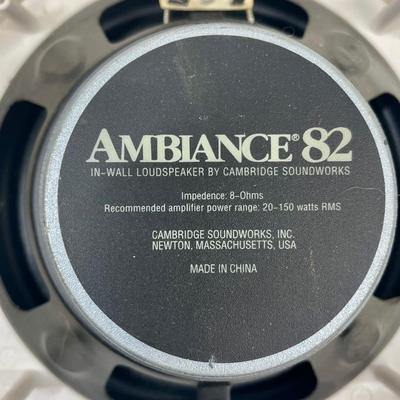 AMBIANCE® 82
IN-WALL LOUDSPEAKER BY CAMBRIDGE SOUNDWORKS
Impedence: 8-Ohms
Recommended amplifier power range: 20-150 watts RMS
CAMBRIDGE SOUNDWORKS, INC.
NEWTON, MASSACHUSETTS, USA
MADE IN CHINA